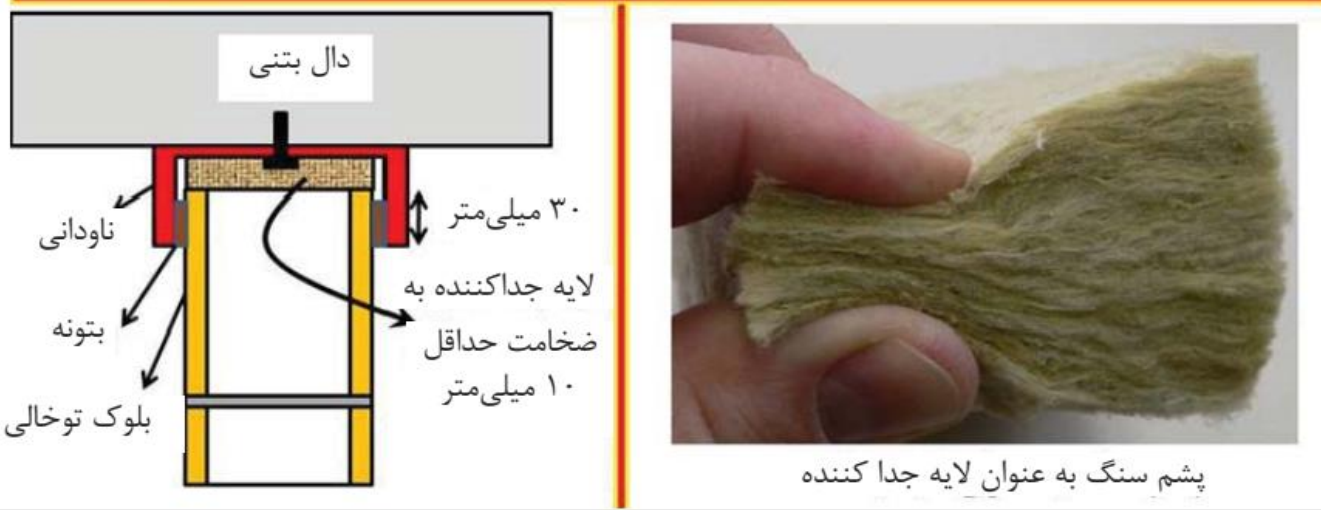 دال بتنی
ناودانی
بتونه
بلوک توخالی
۳۰ میلی‌متر
لایه جداکننده به
ضخامت حداقل
۱۰ میلی‌متر
پشم سنگ به عنوان لایه جدا کننده